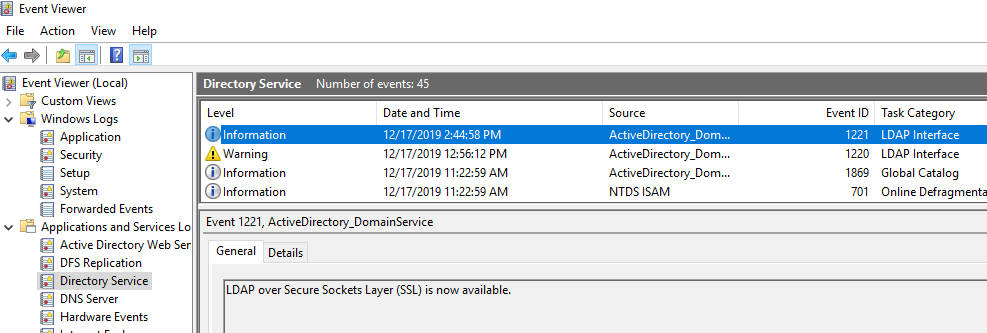 Event Viewer
File Action View Help
Event Viewer (Local)
Custom Views
Windows Logs
Application
Security
Setup
System
Forwarded Events
Applications and Services Lo
Active Directory Web Ser
DFS Replication
Directory Service
DNS Server
Hardware Events
Directory Service Number of events: 45
Level Date and Time Source Event ID Task Category
Information 12/17/2019 2:44:58 PM ActiveDirectory_Dom... 1221 LDAP Interface
Warning 12/17/2019 12:56:12 PM ActiveDirectory_Dom... 1220 LDAP Interface
Information 12/17/2019 11:22:59 AM ActiveDirectory_Dom... 1869 Global Catalog
Information 12/17/2019 11:22:59 AM NTDS ISAM 701 Online Defragmenta
Event 1221, ActiveDirectory_DomainService
General Details
LDAP over Secure Sockets Layer (SSL) is now available.